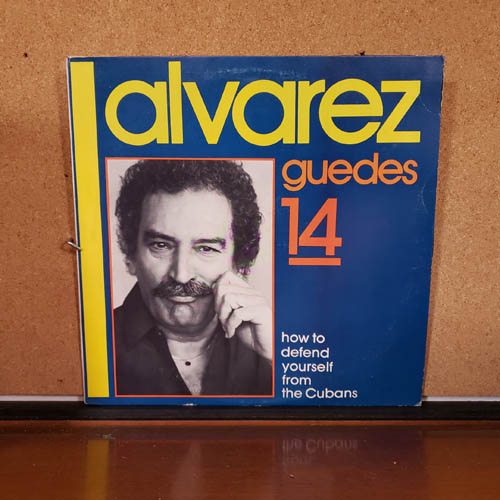 alvarez
guedes
14
how to
defend
yourself
from
the Cubans